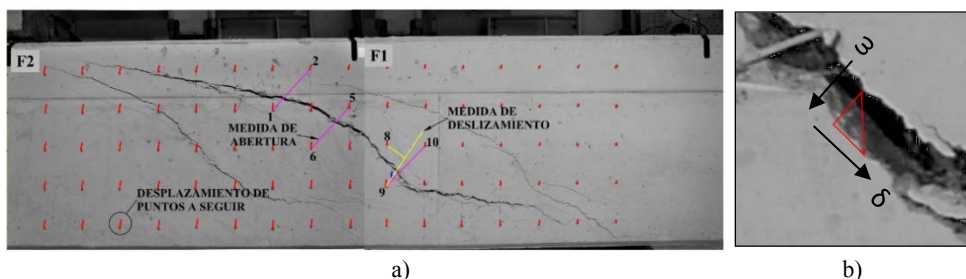 F2
F1
2
1
5
MEDIDA DE
ABERTURA
6
MEDIDA DE
DESLIZAMIENTO
8
10
9
DESPLAZAMIENTO DE
PUNTOS A SEGUIR
ω
δ
a)
b)